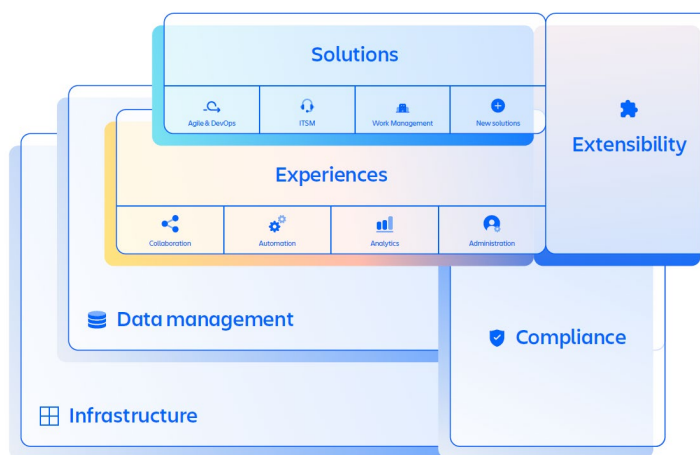 Solutions
Agile & DevOps
ITSM
Work Management
New solutions
Extensibility
Experiences
Collaboration
Automation
Analytics
Administration
Data management
Compliance
Infrastructure